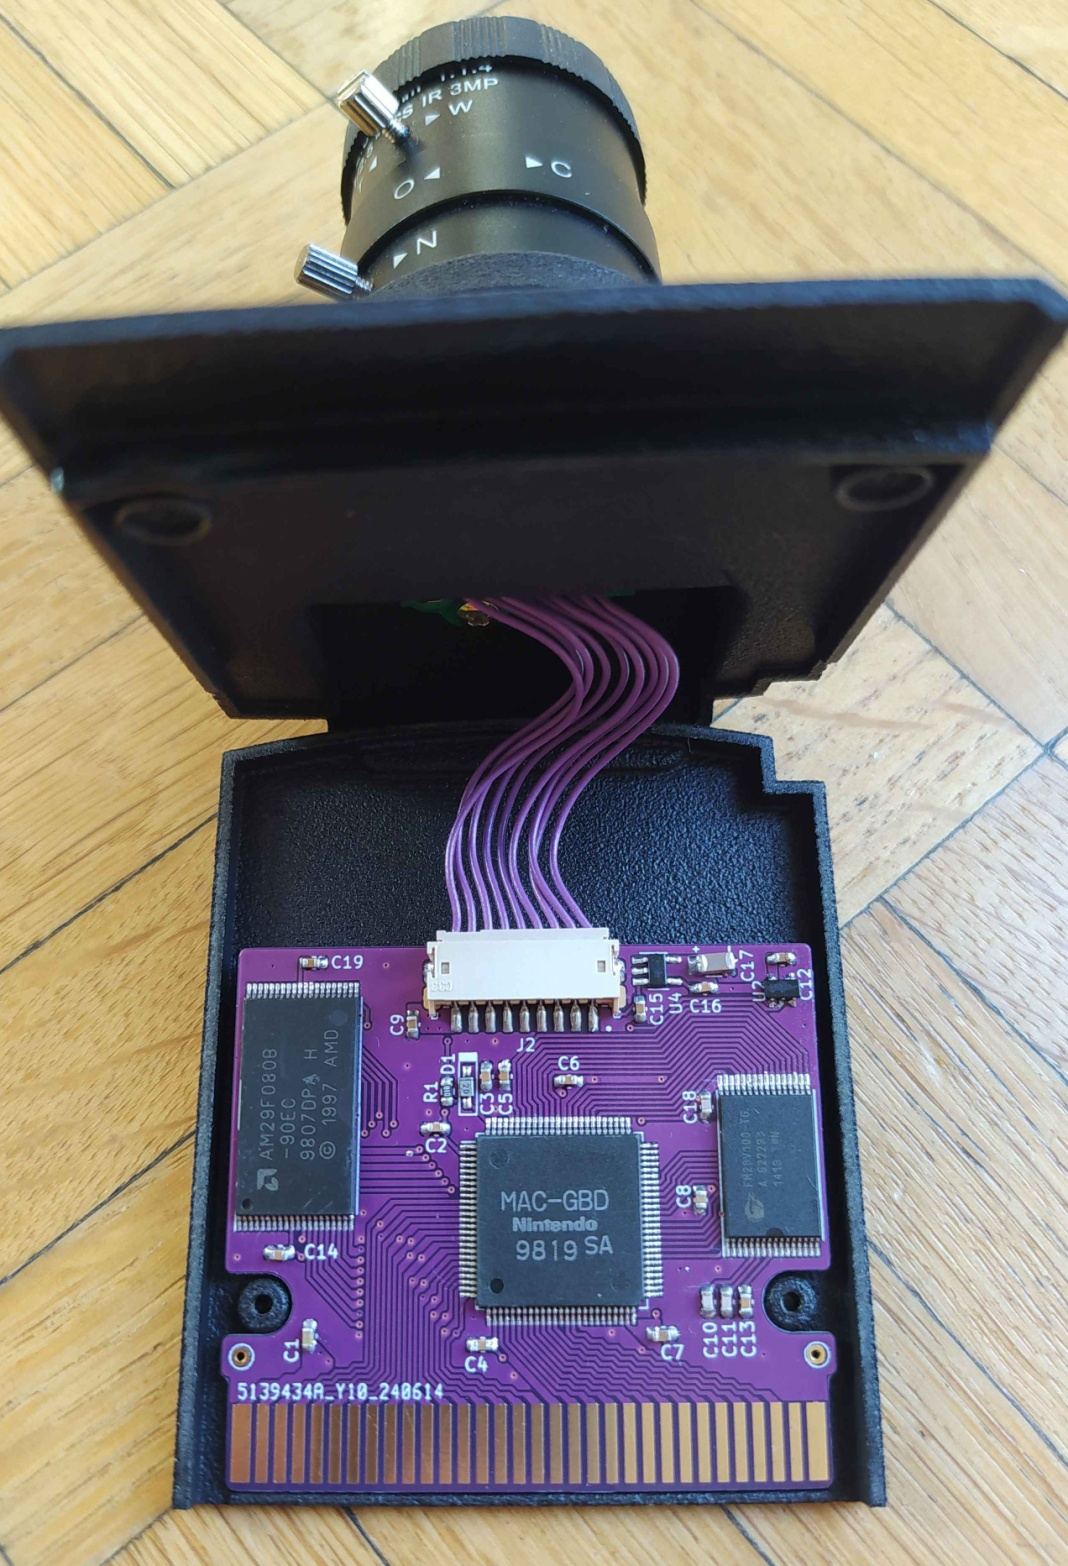 1:1.4
IR 3MP
W
O
C
N
C19
C9
J2
C15
U4
C16
C17
U2
C12
AM29F080B
-90EC
9807DPA H
© 1997 AMD
R1
D1
C3
C5
C6
C2
C18
C8
MAC-GBD
Nintendo
9819 SA
C14
C1
C4
C7
C10
C11
C13
5139434A_Y10_240614